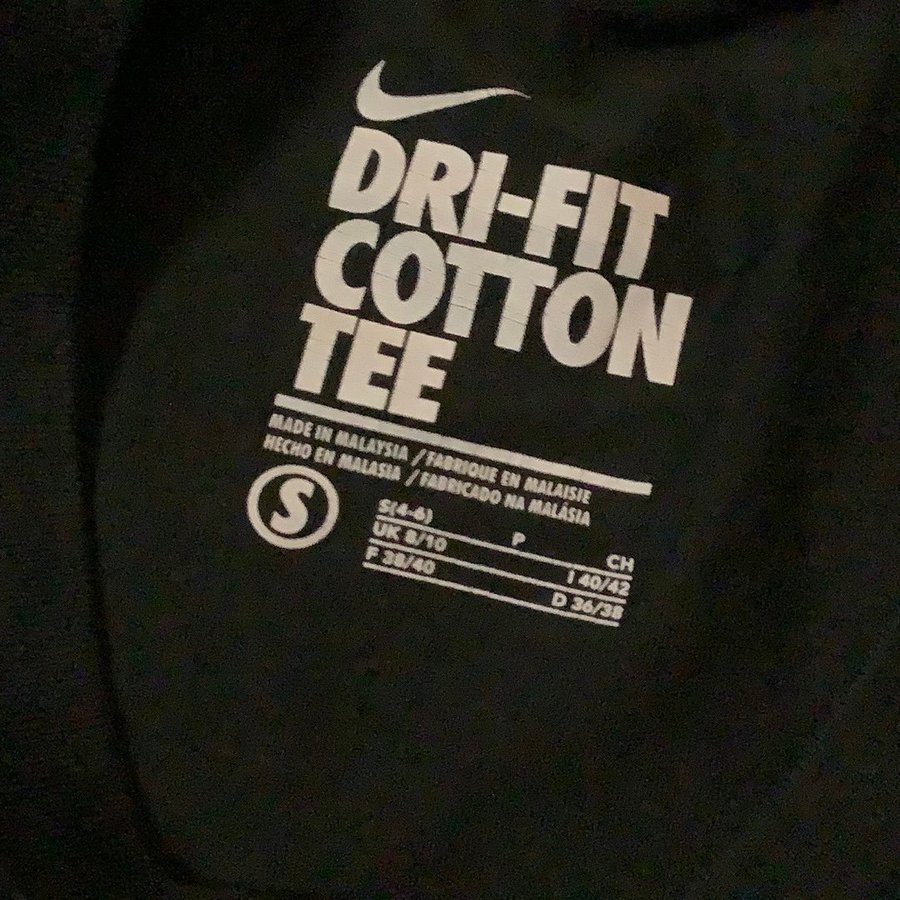 DRI-FIT
COTTON
TEE
MADE IN MALAYSIA / FABRIQUE EN MALAISIE
HECHO EN MALASIA / FABRICADO NA MALÁSIA
S
S(4-6) P CH
UK 8/10 I 40/42
F 38/40 D 36/38